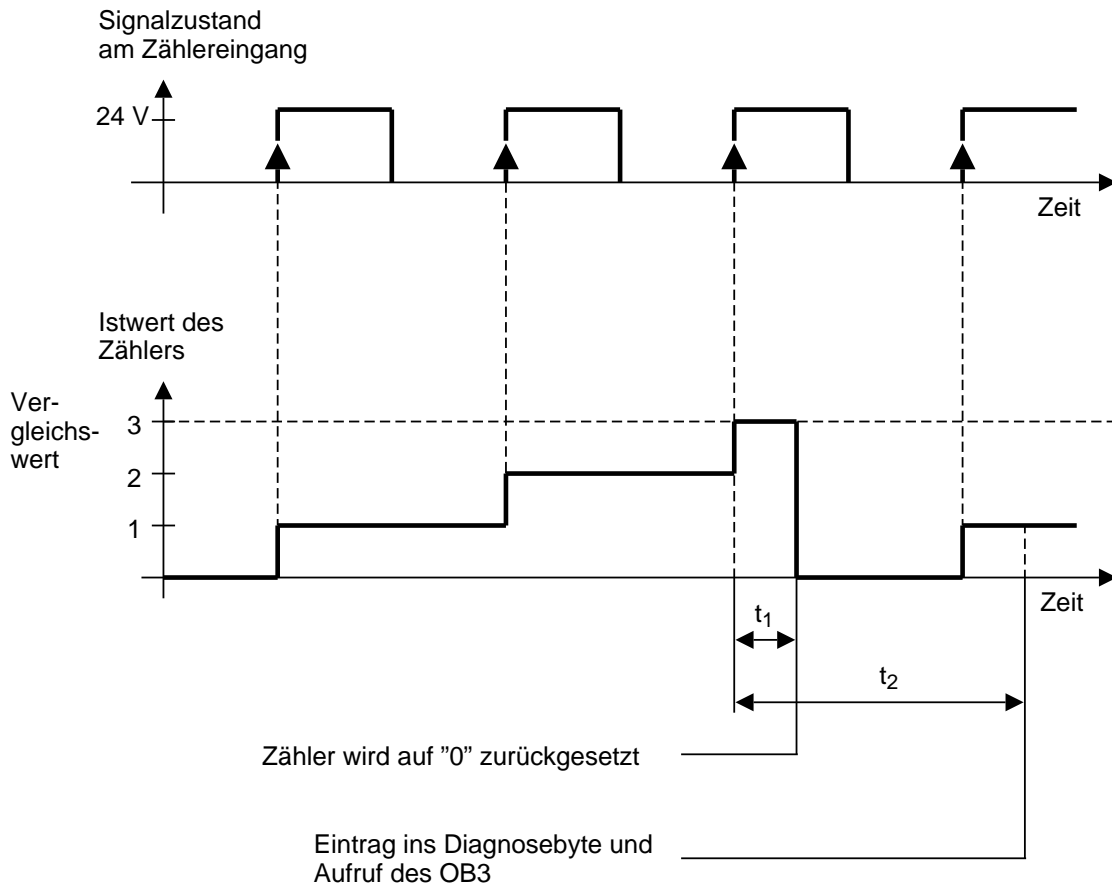 Signalzustand
am Zählereingang
24 V
Zeit
Istwert des
Zählers
Ver-
gleichs-
wert
3
2
1
Zeit
t1
t2
Zähler wird auf ”0” zurückgesetzt
Eintrag ins Diagnosebyte und
Aufruf des OB3